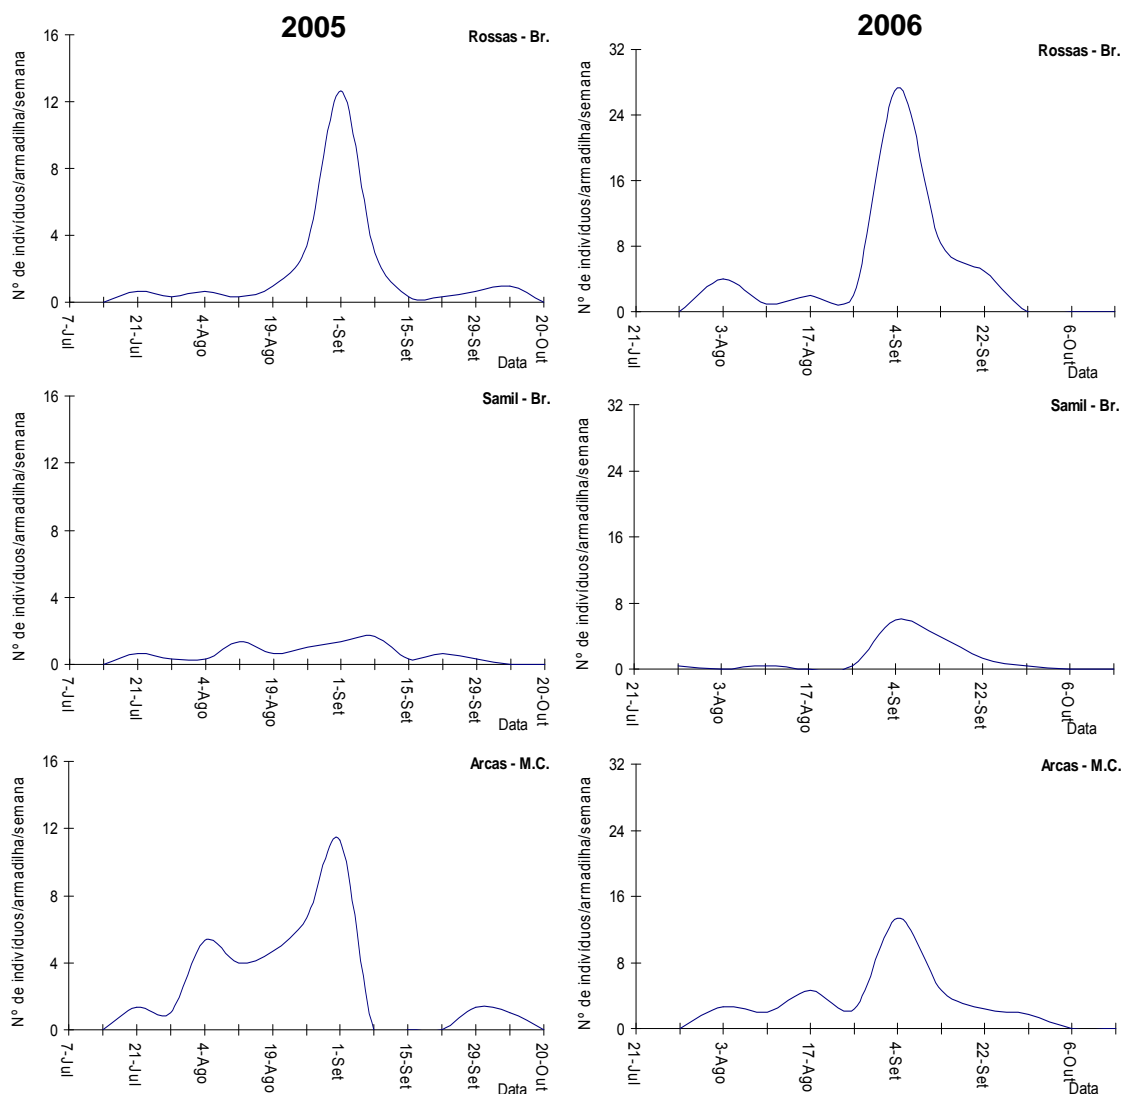 2005
Rossas - Br.
Nº de indivíduos/armadilha/semana
16
12
8
4
0
7-Jul
21-Jul
4-Ago
19-Ago
1-Set
15-Set
29-Set
20-Out
Data
2006
Rossas - Br.
Nº de indivíduos/armadilha/semana
32
24
16
8
0
21-Jul
3-Ago
17-Ago
4-Set
22-Set
6-Out
Data
Samil - Br.
Nº de indivíduos/armadilha/semana
16
12
8
4
0
7-Jul
21-Jul
4-Ago
19-Ago
1-Set
15-Set
29-Set
20-Out
Data
Samil - Br.
Nº de indivíduos/armadilha/semana
32
24
16
8
0
21-Jul
3-Ago
17-Ago
4-Set
22-Set
6-Out
Data
Arcas - M.C.
Nº de indivíduos/armadilha/semana
16
12
8
4
0
7-Jul
21-Jul
4-Ago
19-Ago
1-Set
15-Set
29-Set
20-Out
Data
Arcas - M.C.
Nº de indivíduos/armadilha/semana
32
24
16
8
0
21-Jul
3-Ago
17-Ago
4-Set
22-Set
6-Out
Data